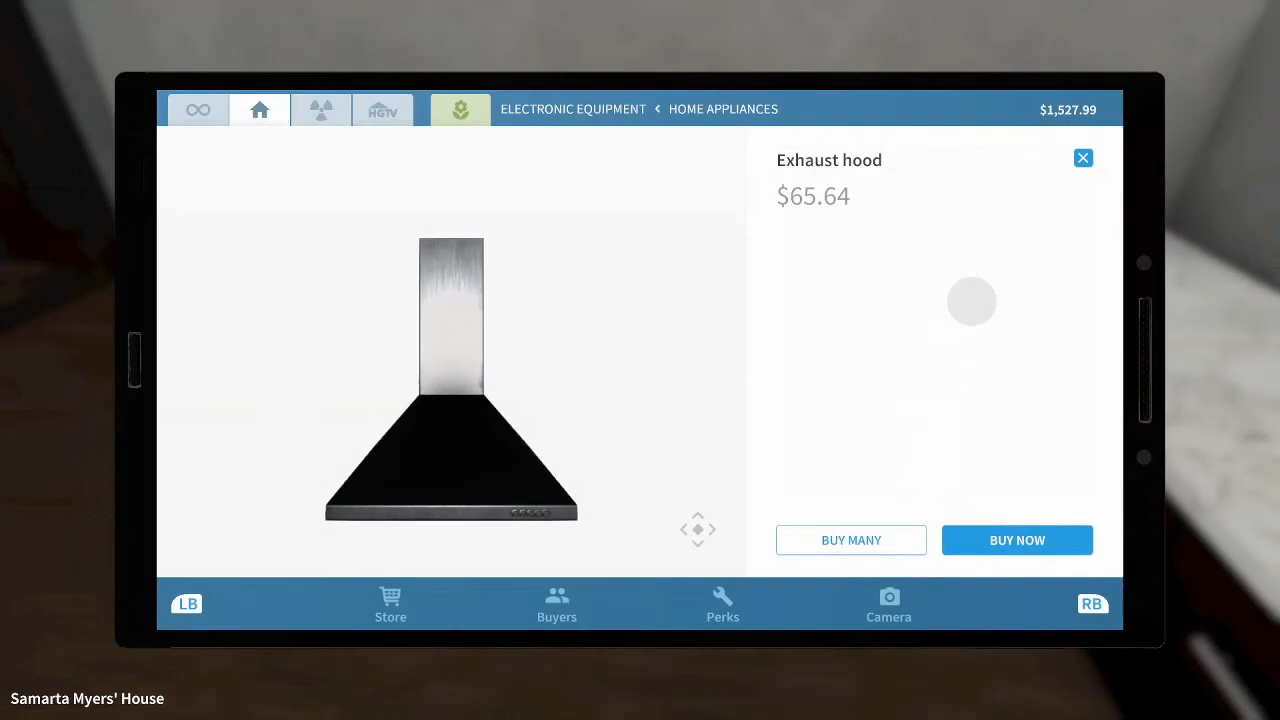 HGTV
ELECTRONIC EQUIPMENT < HOME APPLIANCES
$1,527.99
Exhaust hood
$65.64
BUY MANY
BUY NOW
LB
Store
Buyers
Perks
Camera
RB
Samarta Myers' House